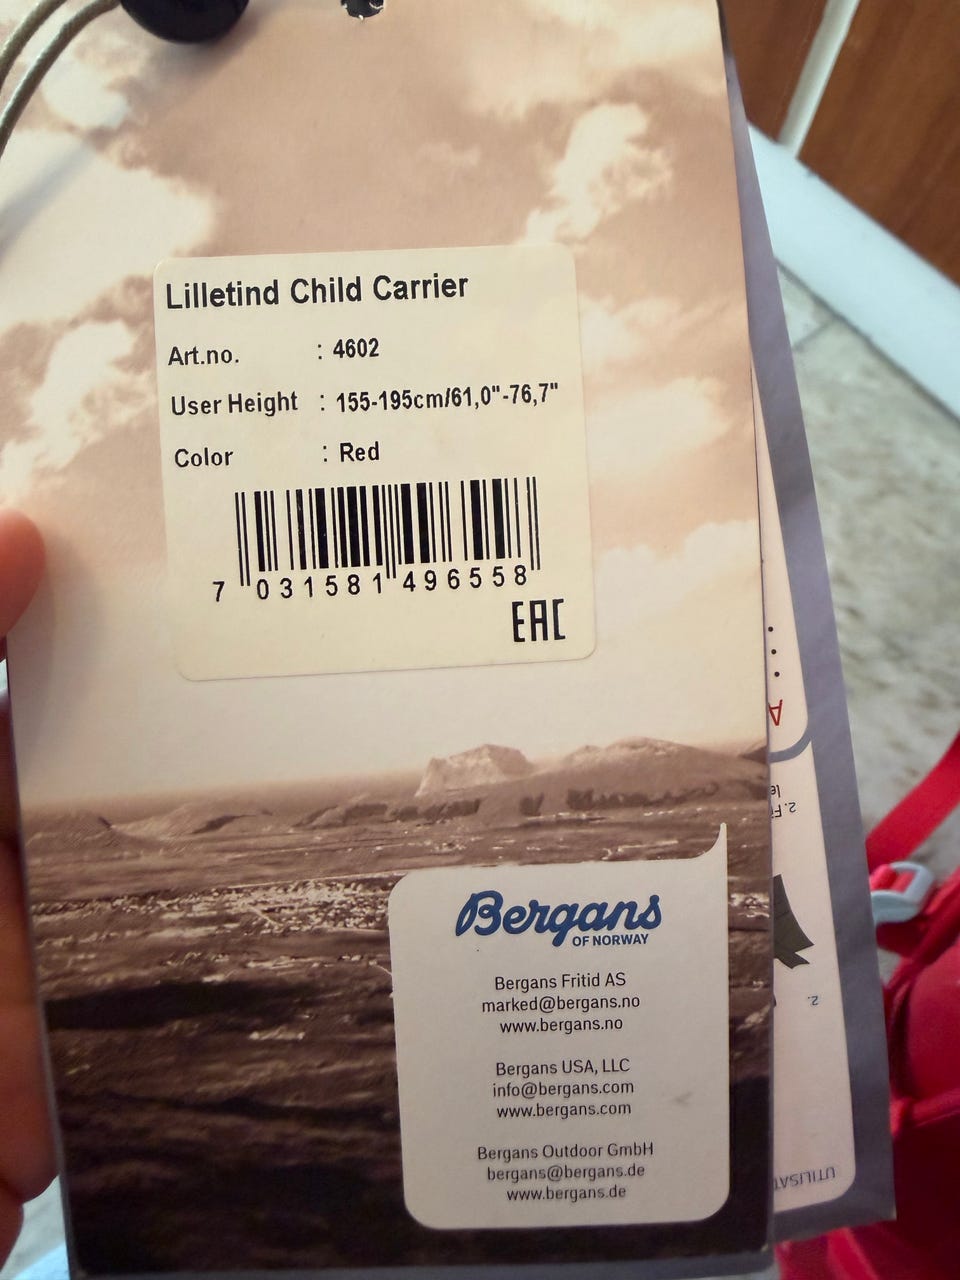 Lilletind Child Carrier
Art.no. : 4602
User Height : 155-195cm/61,0"-76,7"
Color : Red
7 031581 496558
EAC
Bergans
OF NORWAY
Bergans Fritid AS
marked@bergans.no
www.bergans.no
Bergans USA, LLC
info@bergans.com
www.bergans.com
Bergans Outdoor GmbH
bergans@bergans.de
www.bergans.de
A
2.
2.